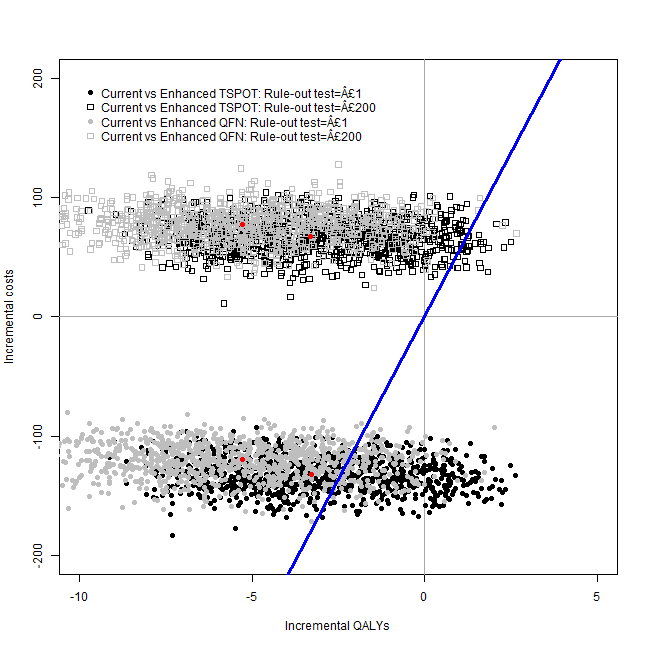 Current vs Enhanced TSPOT: Rule-out test=Â£1
Current vs Enhanced TSPOT: Rule-out test=Â£200
Current vs Enhanced QFN: Rule-out test=Â£1
Current vs Enhanced QFN: Rule-out test=Â£200
200
100
0
-100
-200
Incremental costs
-10
-5
0
5
Incremental QALYs